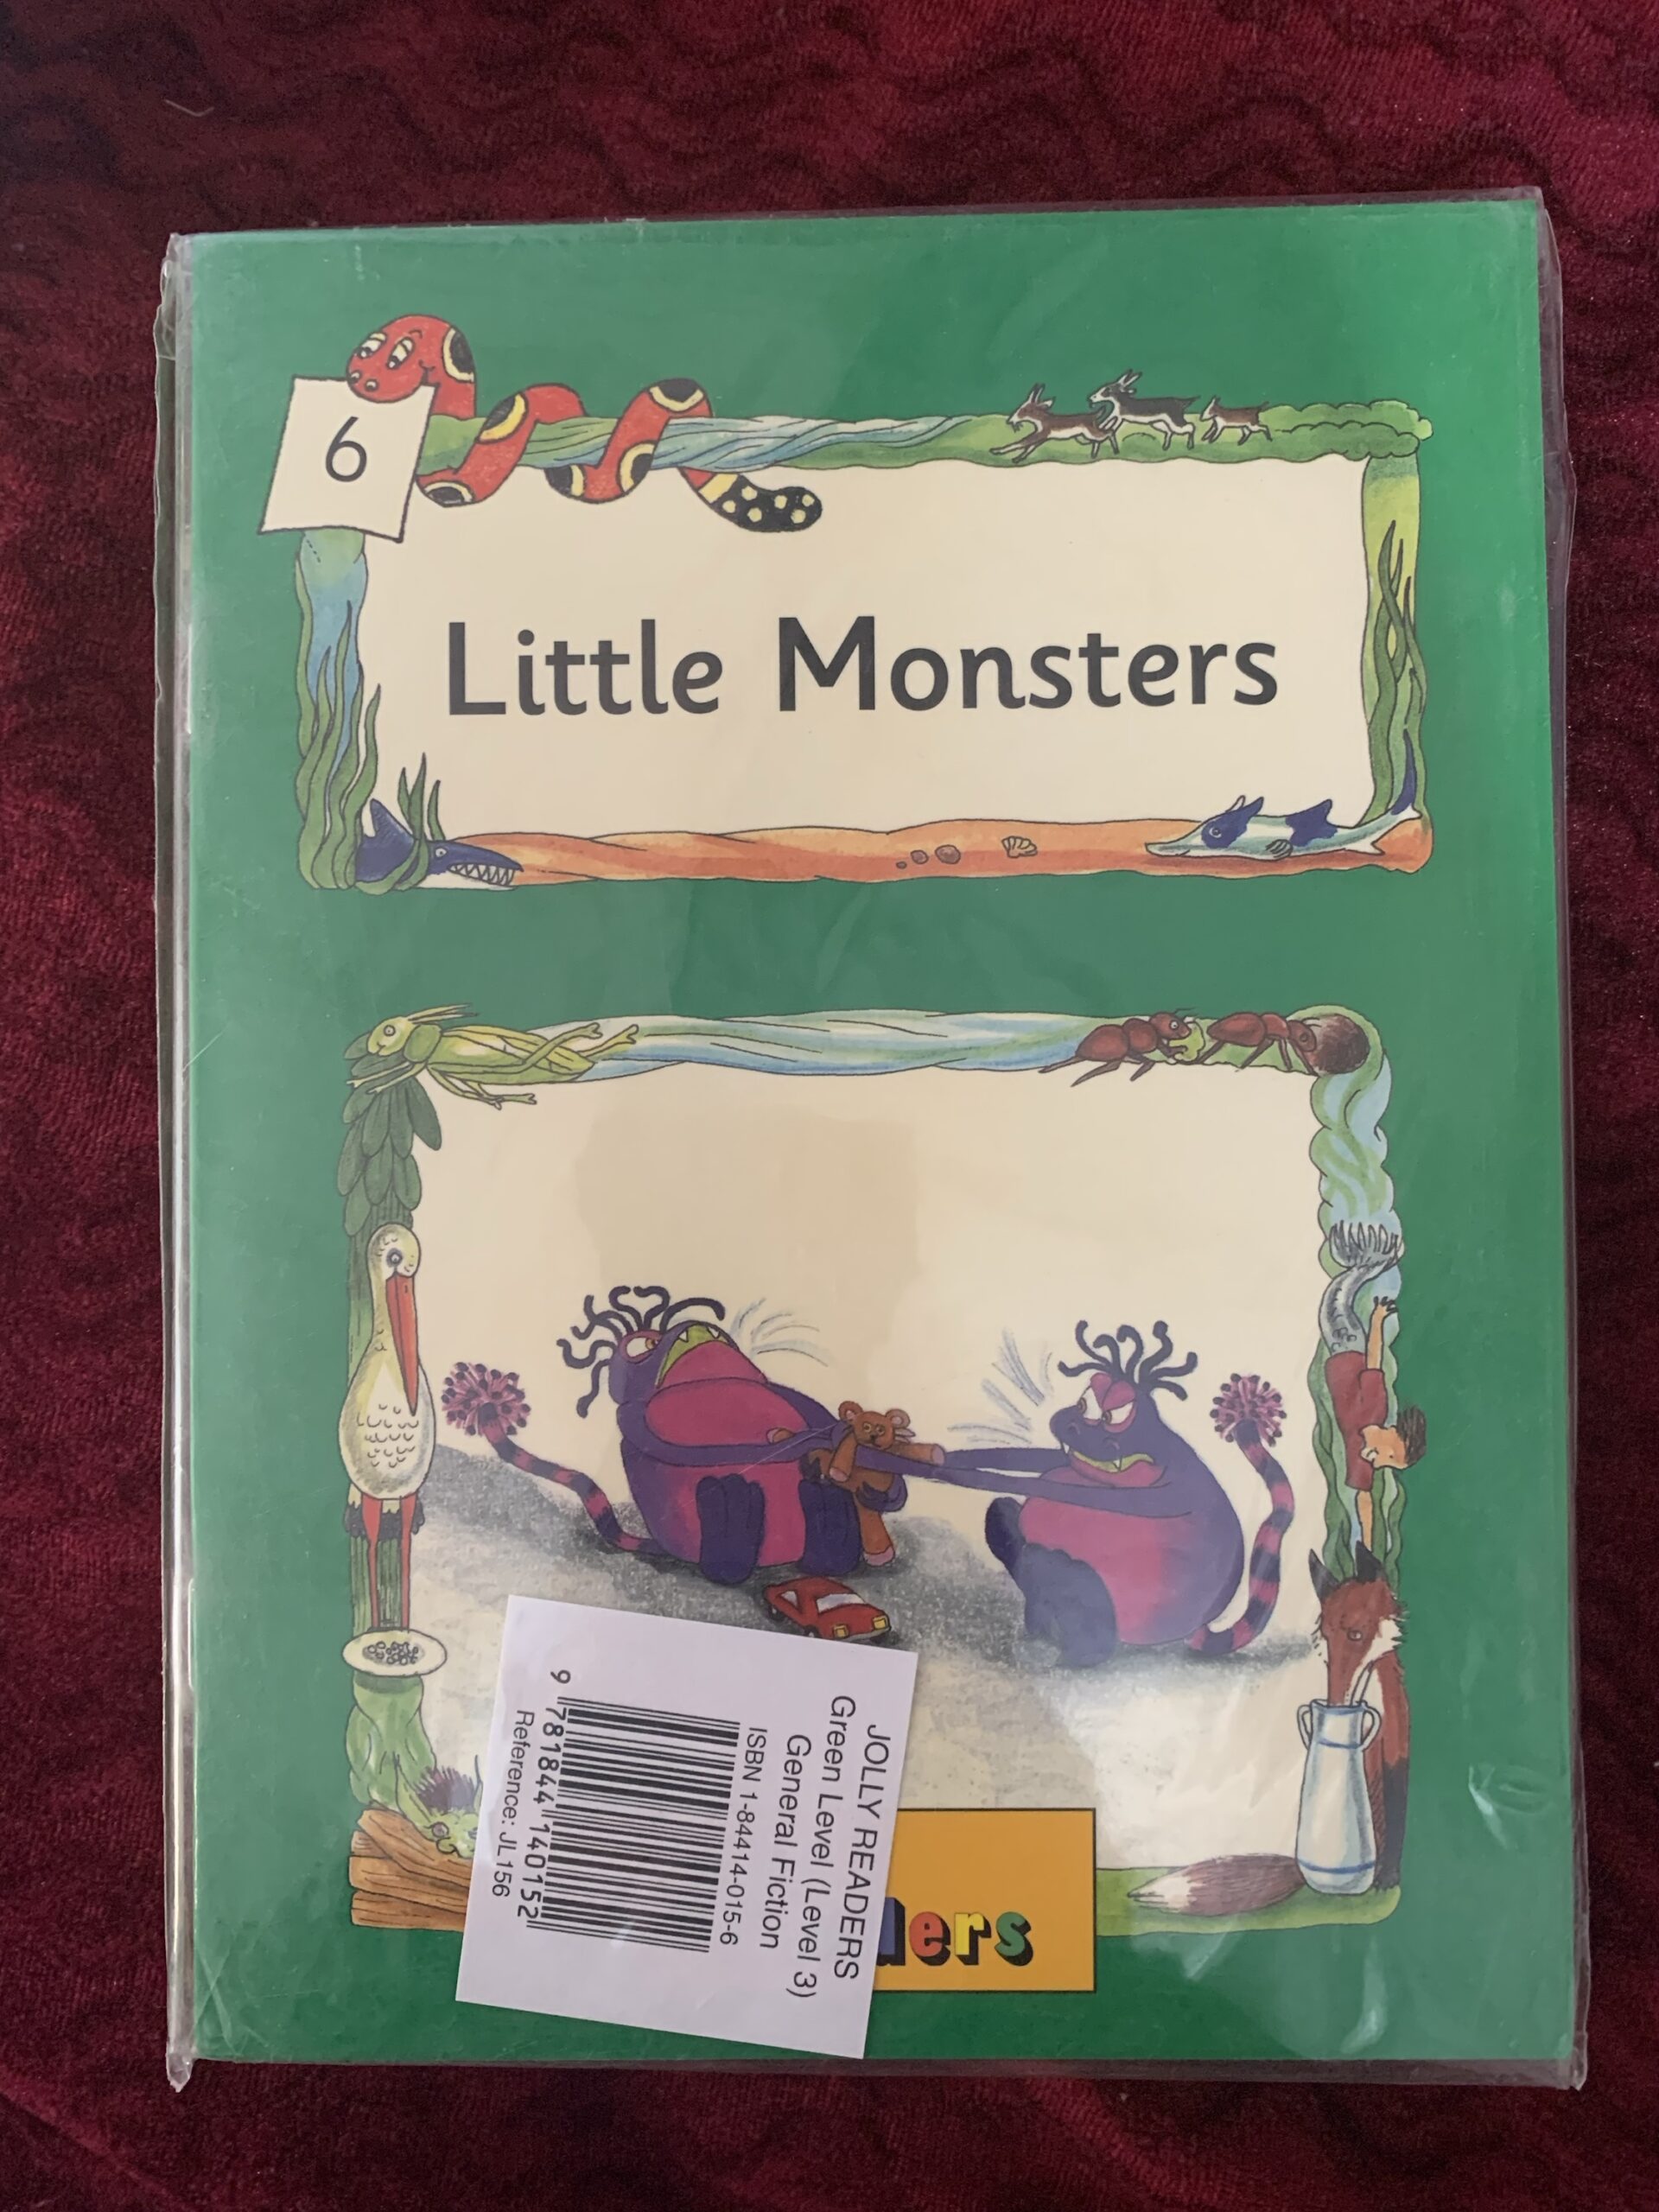 6
Little Monsters
JOLLY READERS
Green Level (Level 3)
General Fiction
ISBN 1-84414-015-6
9 781844 140152
Reference: JL156
ders